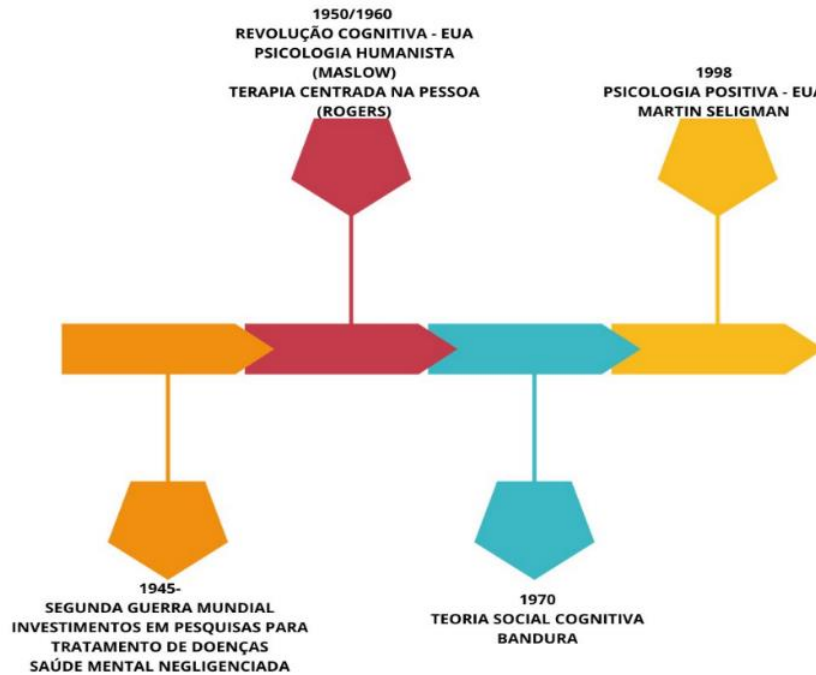 1950/1960
REVOLUÇÃO COGNITIVA - EUA
PSICOLOGIA HUMANISTA
(MASLOW)
TERAPIA CENTRADA NA PESSOA
(ROGERS)
1998
PSICOLOGIA POSITIVA - EUA
MARTIN SELIGMAN
1945-
SEGUNDA GUERRA MUNDIAL
INVESTIMENTOS EM PESQUISAS PARA
TRATAMENTO DE DOENÇAS
SAÚDE MENTAL NEGLIGENCIADA
1970
TEORIA SOCIAL COGNITIVA
BANDURA